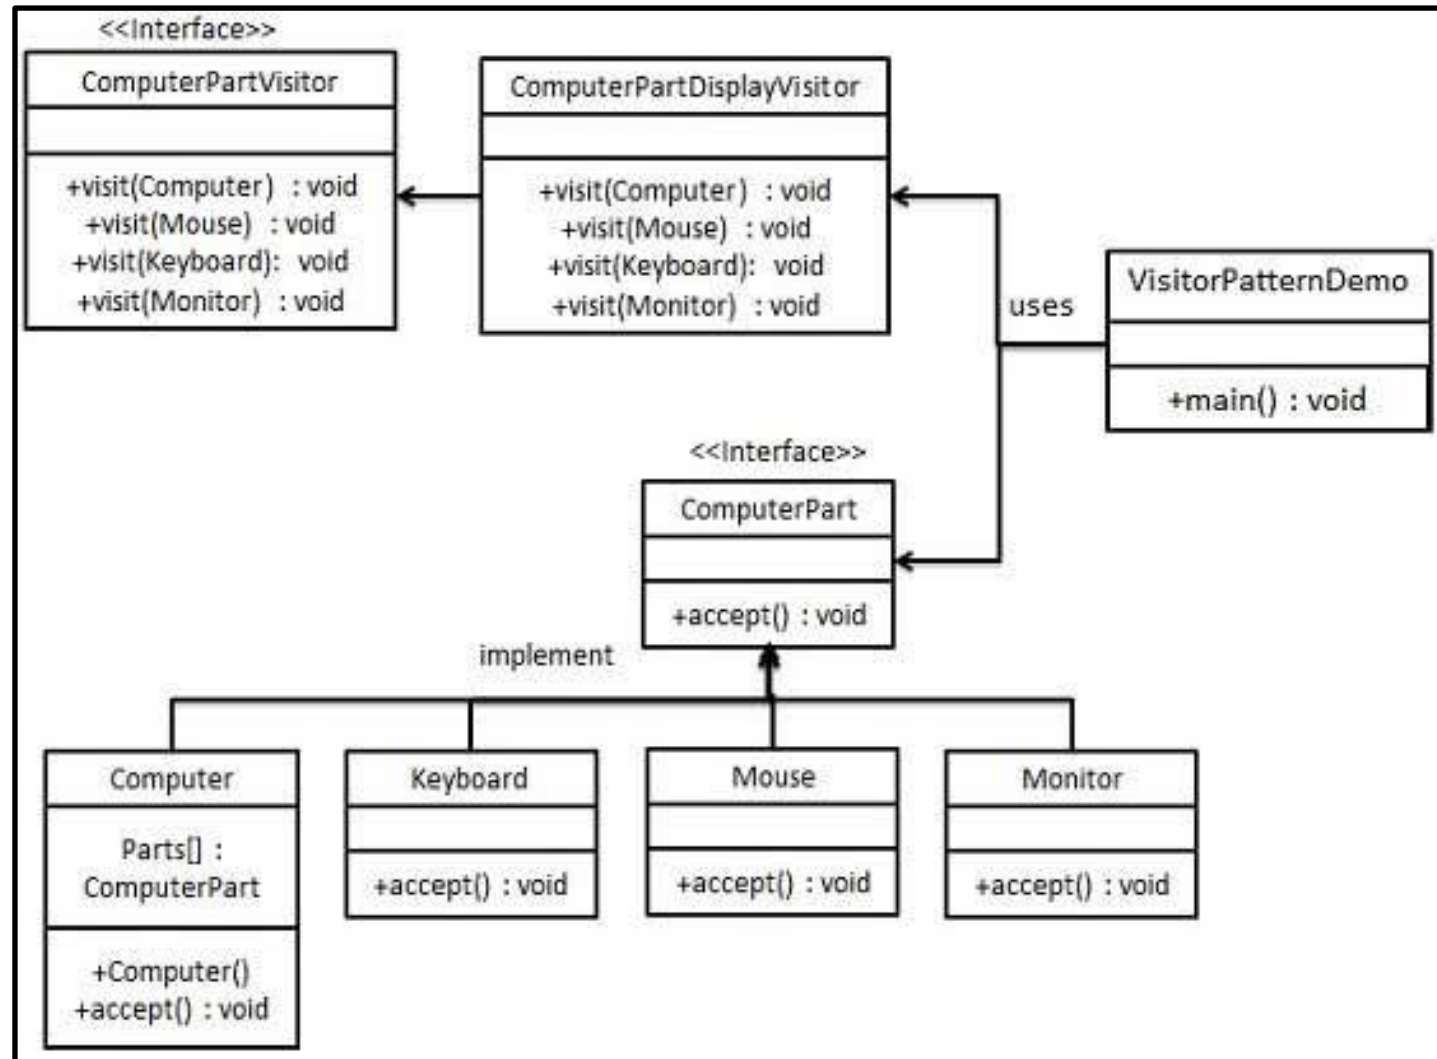 <<Interface>>
ComputerPartVisitor
+visit(Computer) : void
+visit(Mouse) : void
+visit(Keyboard): void
+visit(Monitor) : void
ComputerPartDisplayVisitor
+visit(Computer) : void
+visit(Mouse) : void
+visit(Keyboard): void
+visit(Monitor) : void
uses
VisitorPatternDemo
+main() : void
<<Interface>>
ComputerPart
+accept() : void
implement
Computer
Parts[] :
ComputerPart
+Computer()
+accept() : void
Keyboard
+accept() : void
Mouse
+accept() : void
Monitor
+accept() : void